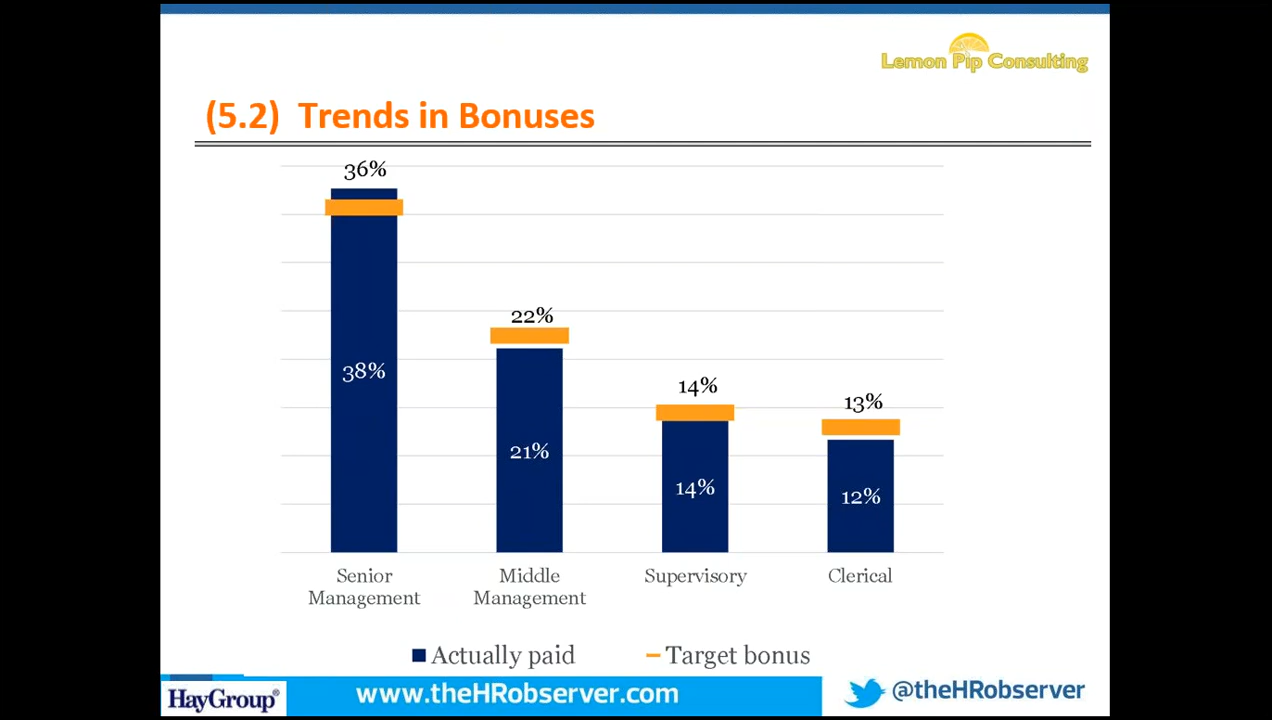 Lemon Pip Consulting
(5.2) Trends in Bonuses
36%
38%
22%
21%
14%
14%
13%
12%
Senior
Management
Middle
Management
Supervisory
Clerical
Actually paid
Target bonus
HayGroup®
www.theHRobserver.com
@theHRobserver